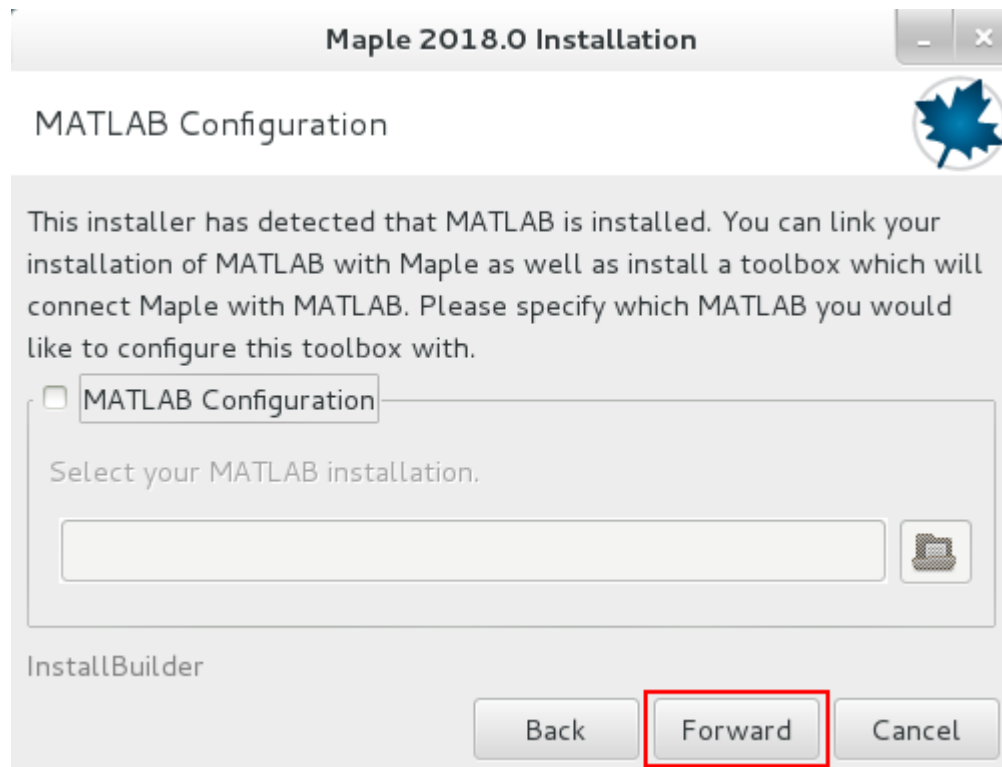 Maple 2018.0 Installation
MATLAB Configuration
This installer has detected that MATLAB is installed. You can link your
installation of MATLAB with Maple as well as install a toolbox which will
connect Maple with MATLAB. Please specify which MATLAB you would
like to configure this toolbox with.
MATLAB Configuration
Select your MATLAB installation.
InstallBuilder
Back Forward Cancel